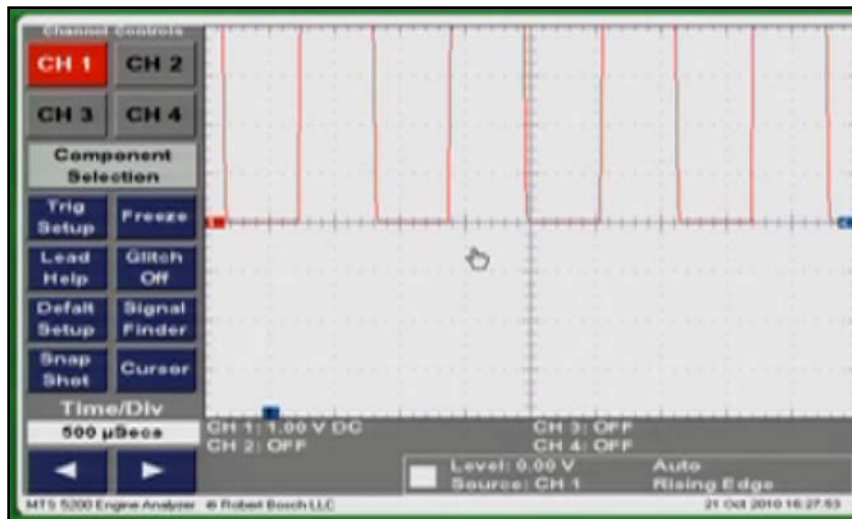 Channel Controls
CH 1 CH 2
CH 3 CH 4
Component
Selection
Trig
Setup
Freeze
Lead
Help
Glitch
Off
Defalt
Setup
Signal
Finder
Snap
Shot
Cursor
Time/Div
500 µSecs
CH 1: 1.00 V DC
CH 2: OFF
CH 3: OFF
CH 4: OFF
Level: 0.00 V
Source: CH 1
Auto
Rising Edge
MTS 5200 Engine Analyzer © Robert Bosch LLC
21 Oct 2010 16:27:53